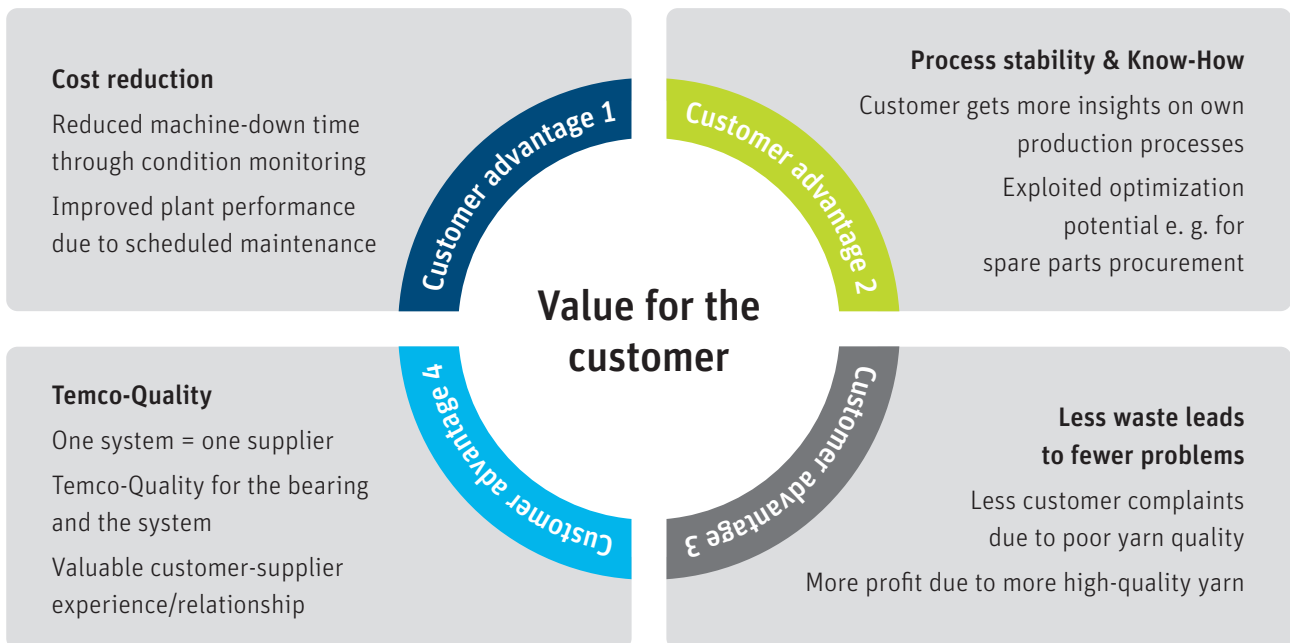 Cost reduction
Reduced machine-down time
through condition monitoring
Improved plant performance
due to scheduled maintenance
Customer advantage 1
Process stability & Know-How
Customer gets more insights on own
production processes
Exploited optimization
potential e. g. for
spare parts procurement
Customer advantage 2
Value for the
customer
Temco-Quality
One system = one supplier
Temco-Quality for the bearing
and the system
Valuable customer-supplier
experience/relationship
Customer advantage 4
Less waste leads
to fewer problems
Less customer complaints
due to poor yarn quality
More profit due to more high-quality yarn
Customer advantage 3